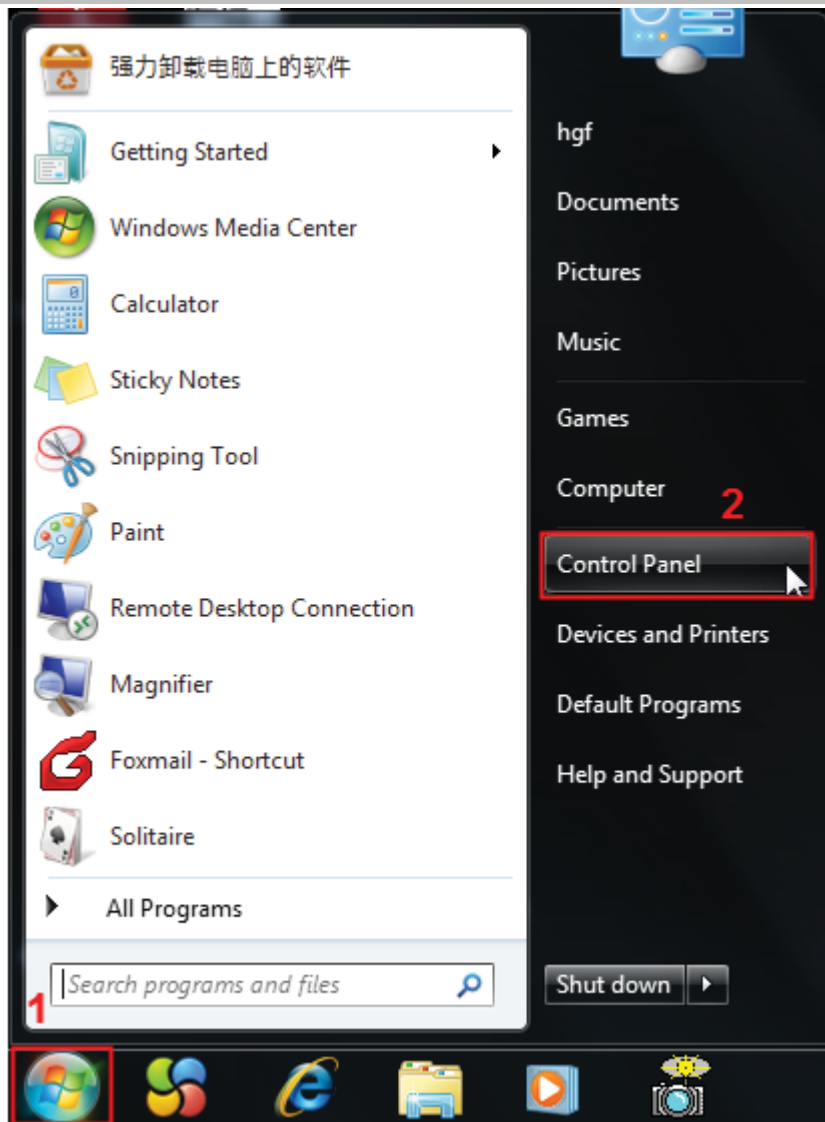 强力卸载电脑上的软件
Getting Started
Windows Media Center
Calculator
Sticky Notes
Snipping Tool
Paint
Remote Desktop Connection
Magnifier
Foxmail - Shortcut
Solitaire
All Programs
Search programs and files
1
hgf
Documents
Pictures
Music
Games
Computer
2
Control Panel
Devices and Printers
Default Programs
Help and Support
Shut down